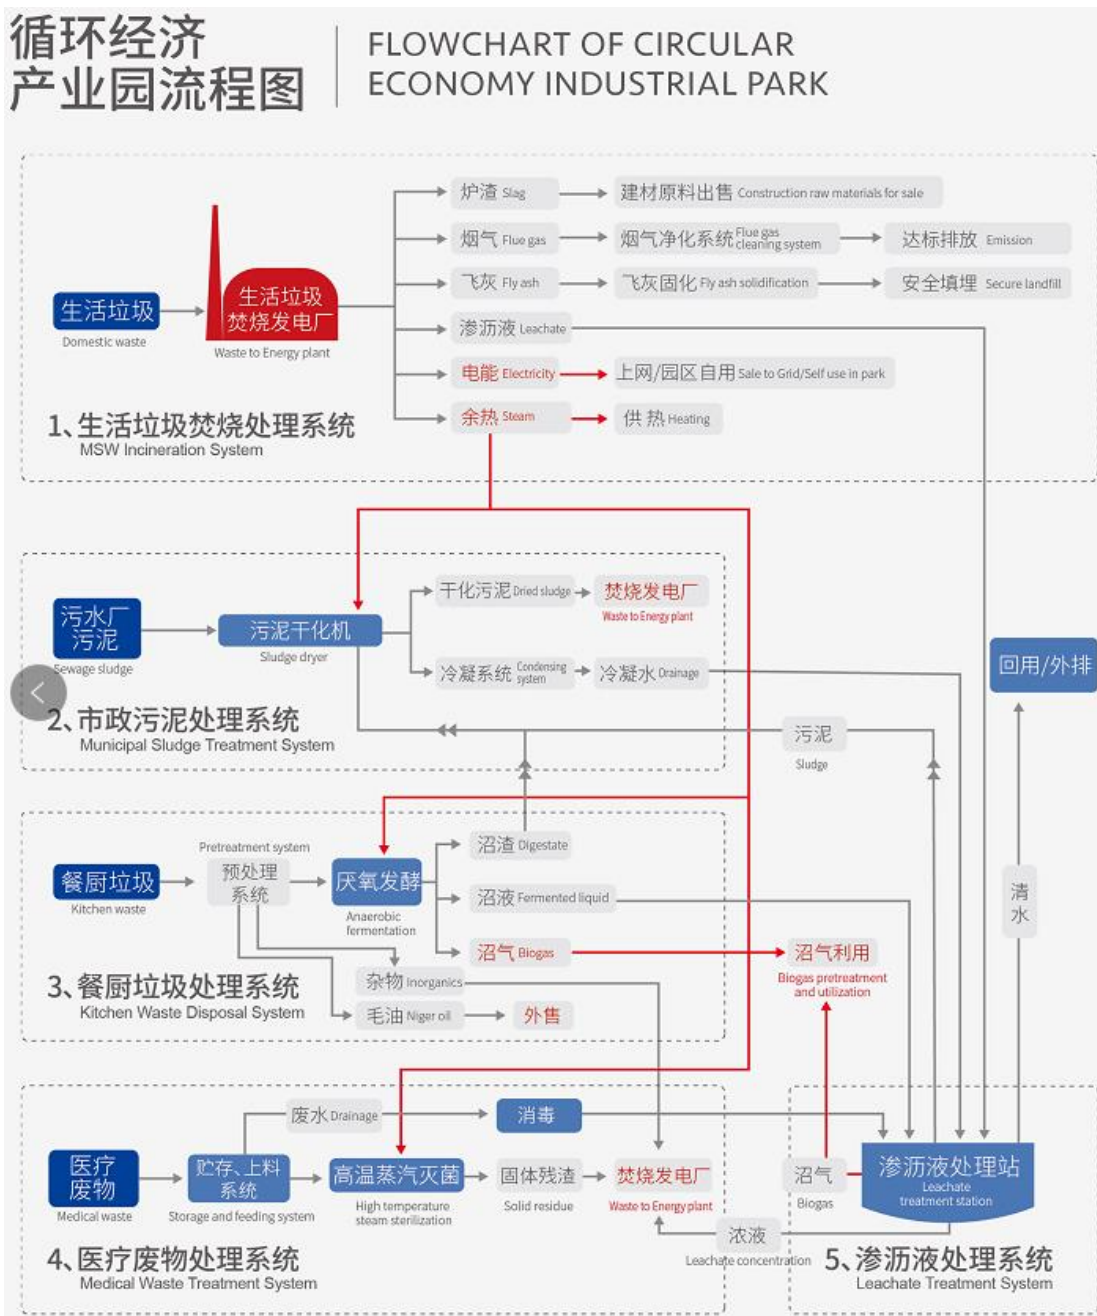 循环经济
产业园流程图
FLOWCHART OF CIRCULAR
ECONOMY INDUSTRIAL PARK
炉渣 Slag
建材原料出售 Construction raw materials for sale
烟气 Flue gas
烟气净化系统 Flue gas
cleaning system
达标排放 Emission
飞灰 Fly ash
飞灰固化 Fly ash solidification
安全填埋 Secure landfill
生活垃圾
Domestic waste
生活垃圾
焚烧发电厂
Waste to Energy plant
渗沥液 Leachate
电能 Electricity
上网/园区自用 Sale to Grid/Self use in park
余热 Steam
供 热 Heating
1、生活垃圾焚烧处理系统
MSW Incineration System
污水厂
污泥
Sewage sludge
污泥干化机
Sludge dryer
干化污泥 Dried sludge
焚烧发电厂
Waste to Energy plant
冷凝系统 Condensing
system
冷凝水 Drainage
回用/外排
2、市政污泥处理系统
Municipal Sludge Treatment System
污泥
Sludge
餐厨垃圾
Kitchen waste
Pretreatment system
预处理
系统
厌氧发酵
Anaerobic
fermentation
沼渣 Digestate
沼液 Fermented liquid
沼气 Biogas
沼气利用
Biogas pretreatment
and utilization
清
水
杂物 Inorganics
毛油 Niger oil
外售
3、餐厨垃圾处理系统
Kitchen Waste Disposal System
废水 Drainage
消毒
医疗
废物
Medical waste
贮存、上料
系统
Storage and feeding system
高温蒸汽灭菌
High temperature
steam sterilization
固体残渣
Solid residue
焚烧发电厂
Waste to Energy plant
沼气
Biogas
渗沥液处理站
Leachate
treatment station
浓液
Leachate concentration
4、医疗废物处理系统
Medical Waste Treatment System
5、渗沥液处理系统
Leachate Treatment System